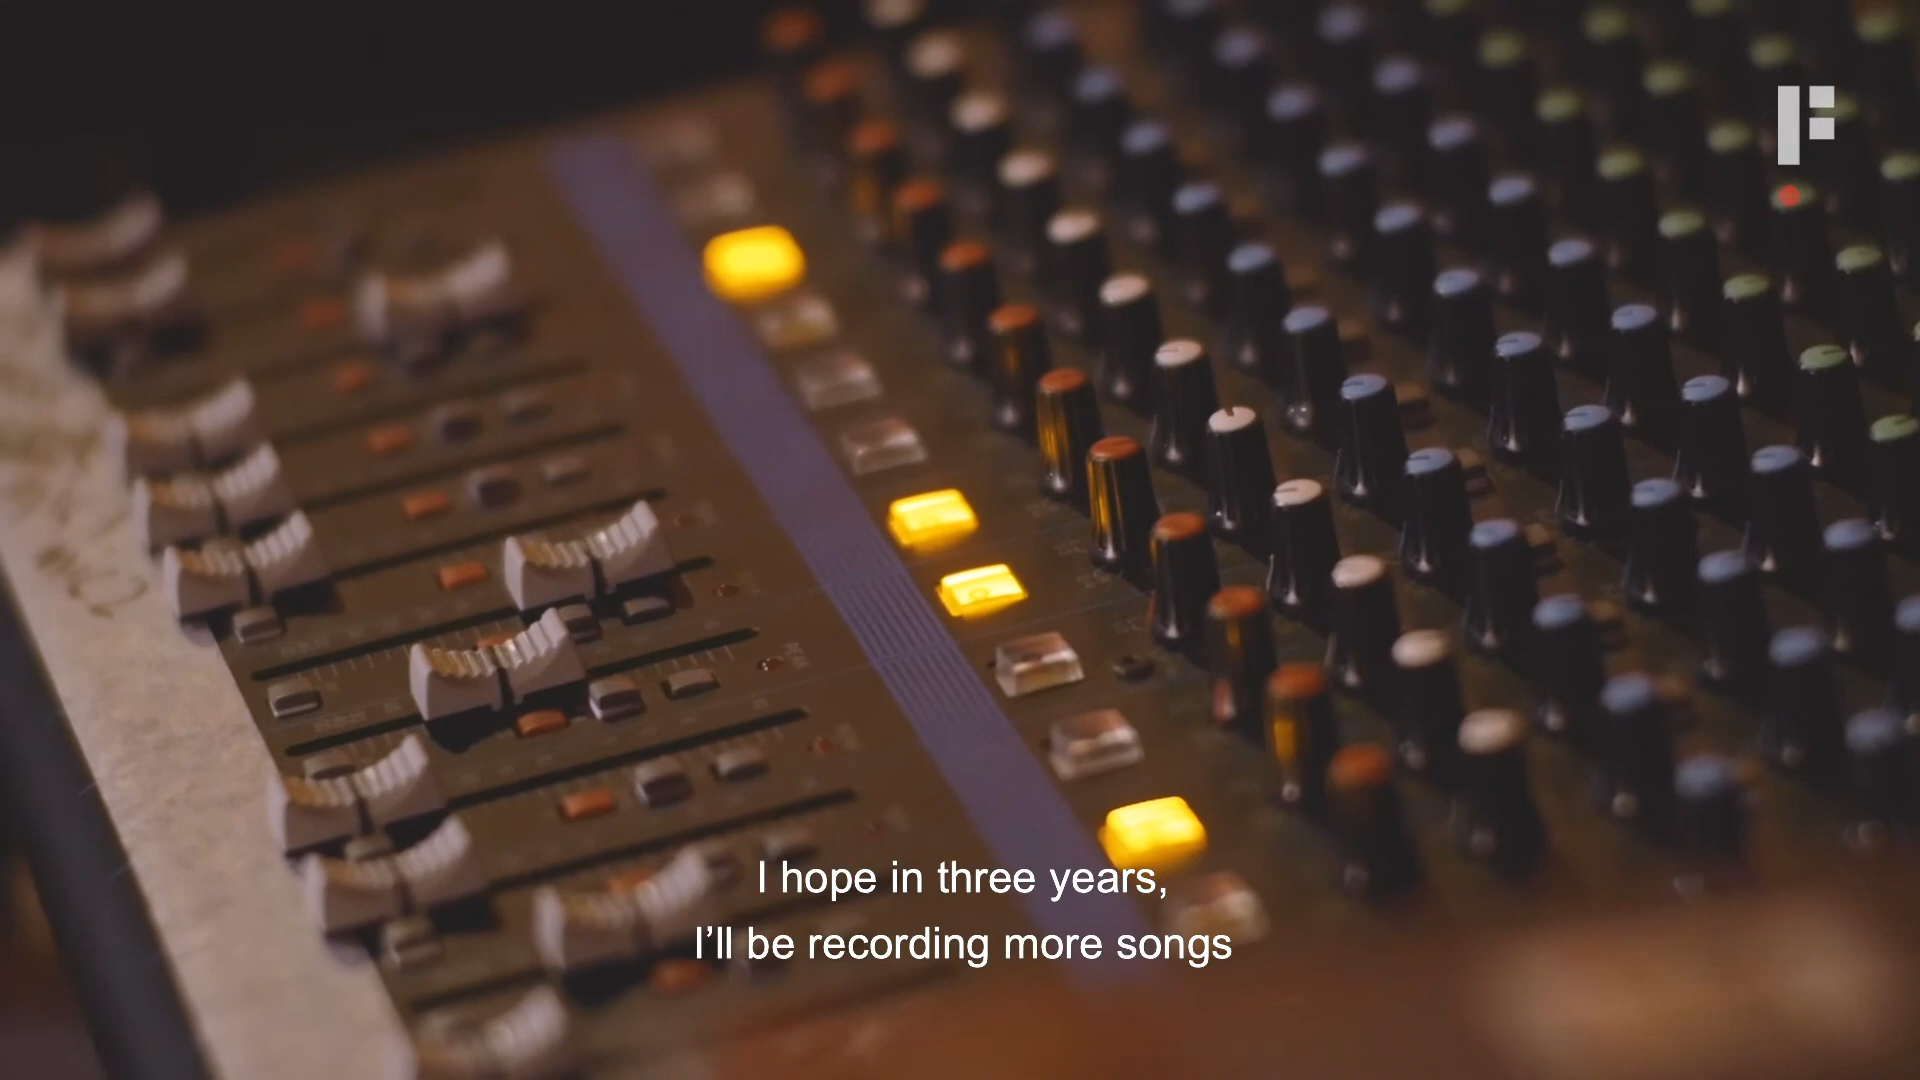 I hope in three years,
I’ll be recording more songs